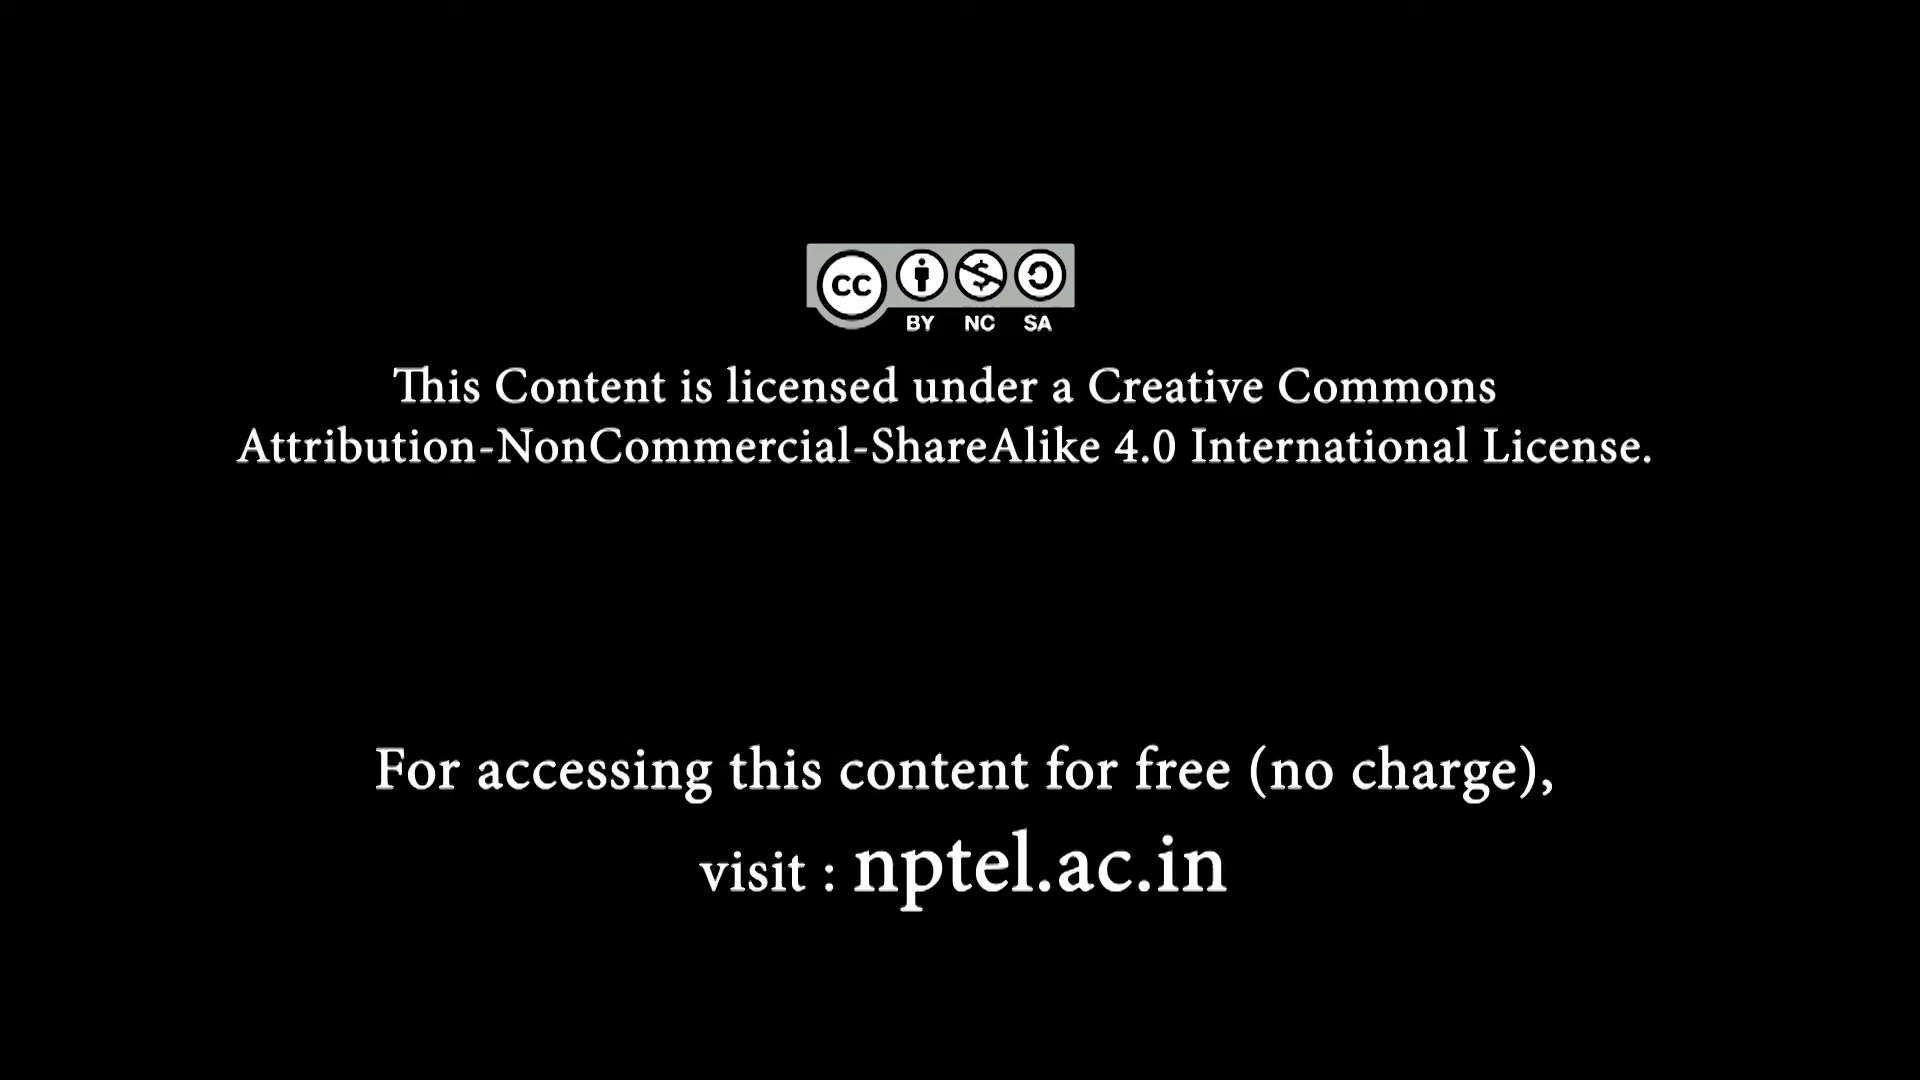 cc
BY NC SA
This Content is licensed under a Creative Commons
Attribution-NonCommercial-ShareAlike 4.0 International License.
For accessing this content for free (no charge),
visit : nptel.ac.in